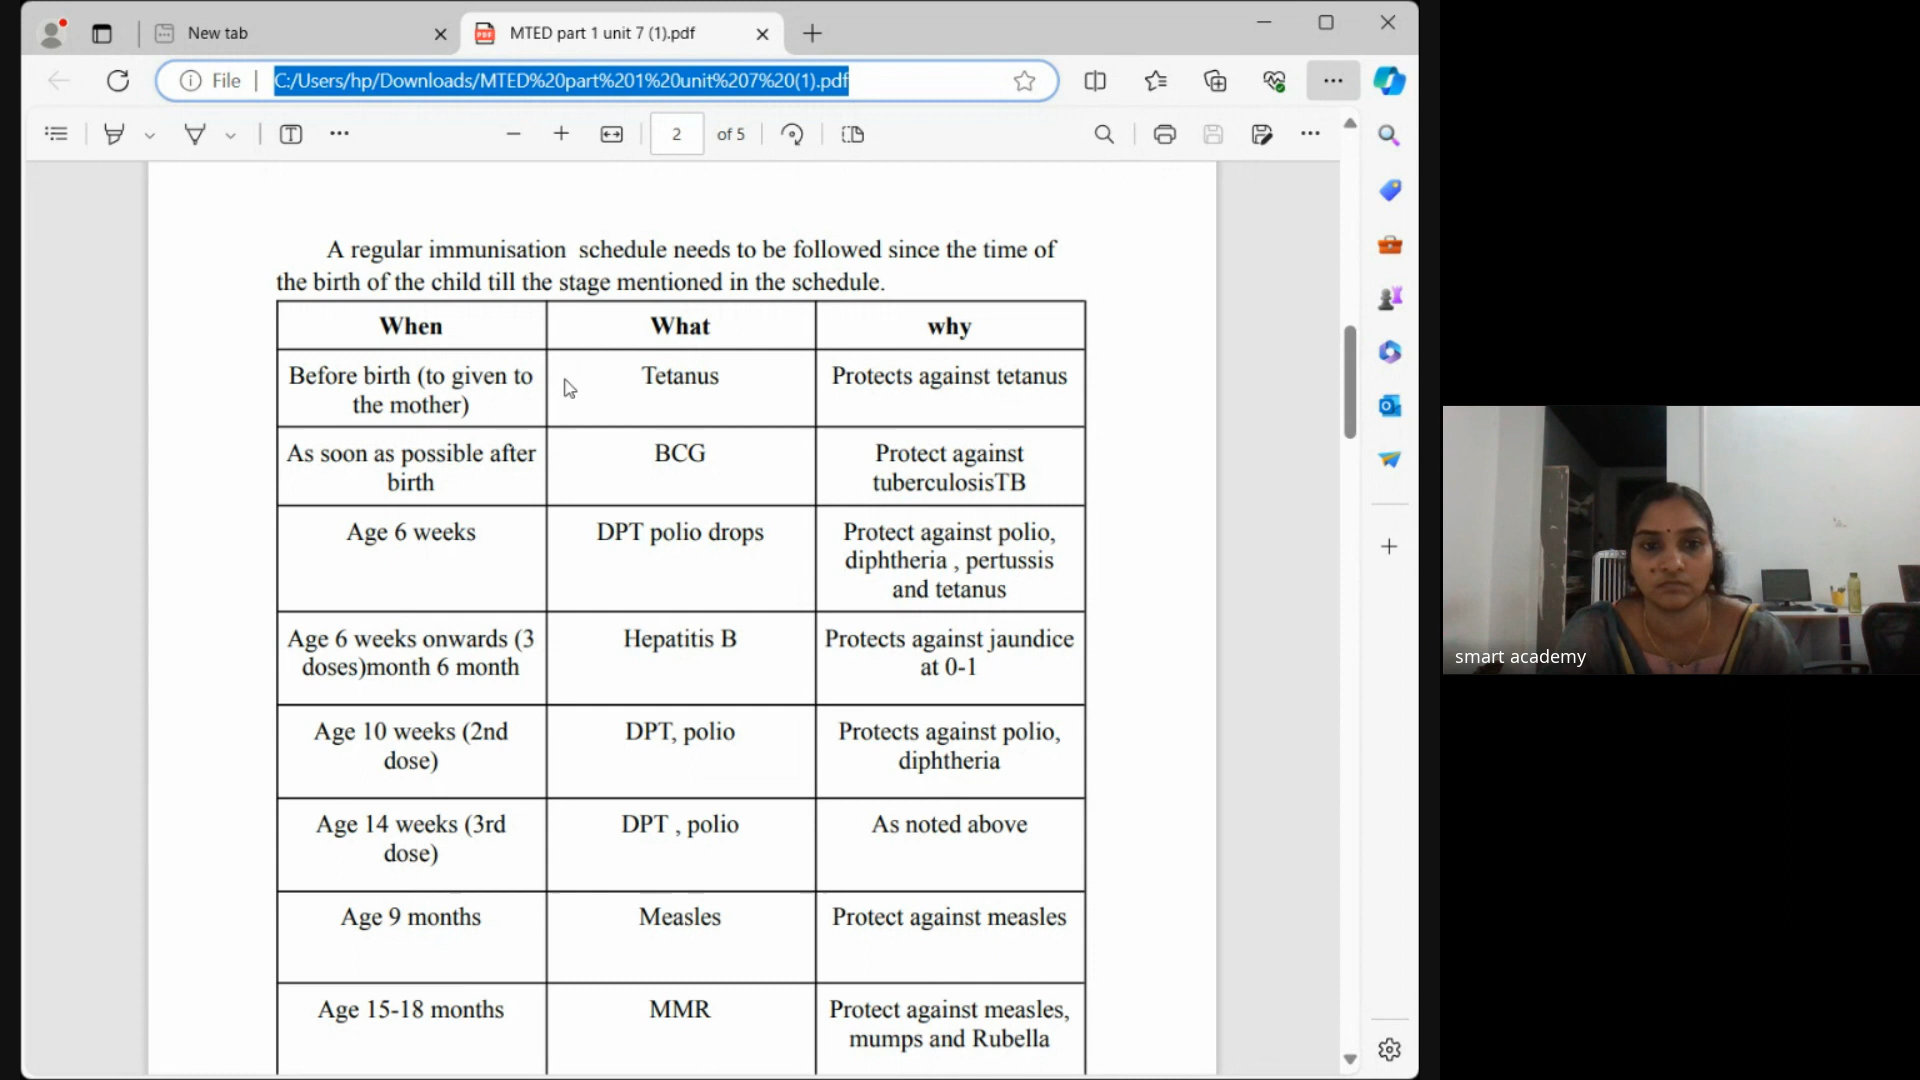 New tab
MTED part 1 unit 7 (1).pdf
File
C:/Users/hp/Downloads/MTED%20part%201%20unit%207%20(1).pdf
2 of 5
A regular immunisation schedule needs to be followed since the time of
the birth of the child till the stage mentioned in the schedule.
When What why
Before birth (to given to
the mother)
Tetanus
Protects against tetanus
As soon as possible after
birth
BCG
Protect against
tuberculosisTB
Age 6 weeks
DPT polio drops
Protect against polio,
diphtheria , pertussis
and tetanus
Age 6 weeks onwards (3
doses)month 6 month
Hepatitis B
Protects against jaundice
at 0-1
Age 10 weeks (2nd
dose)
DPT, polio
Protects against polio,
diphtheria
Age 14 weeks (3rd
dose)
DPT , polio
As noted above
Age 9 months
Measles
Protect against measles
Age 15-18 months
MMR
Protect against measles,
mumps and Rubella
smart academy